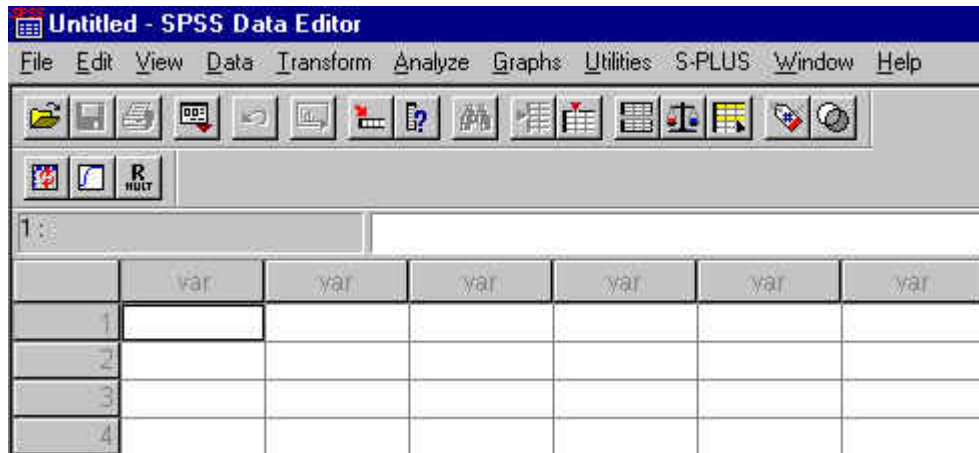 SPSS Untitled - SPSS Data Editor
File Edit View Data Transform Analyze Graphs Utilities S-PLUS Window Help
R
MULT
1 :
var var var var var var
1
2
3
4